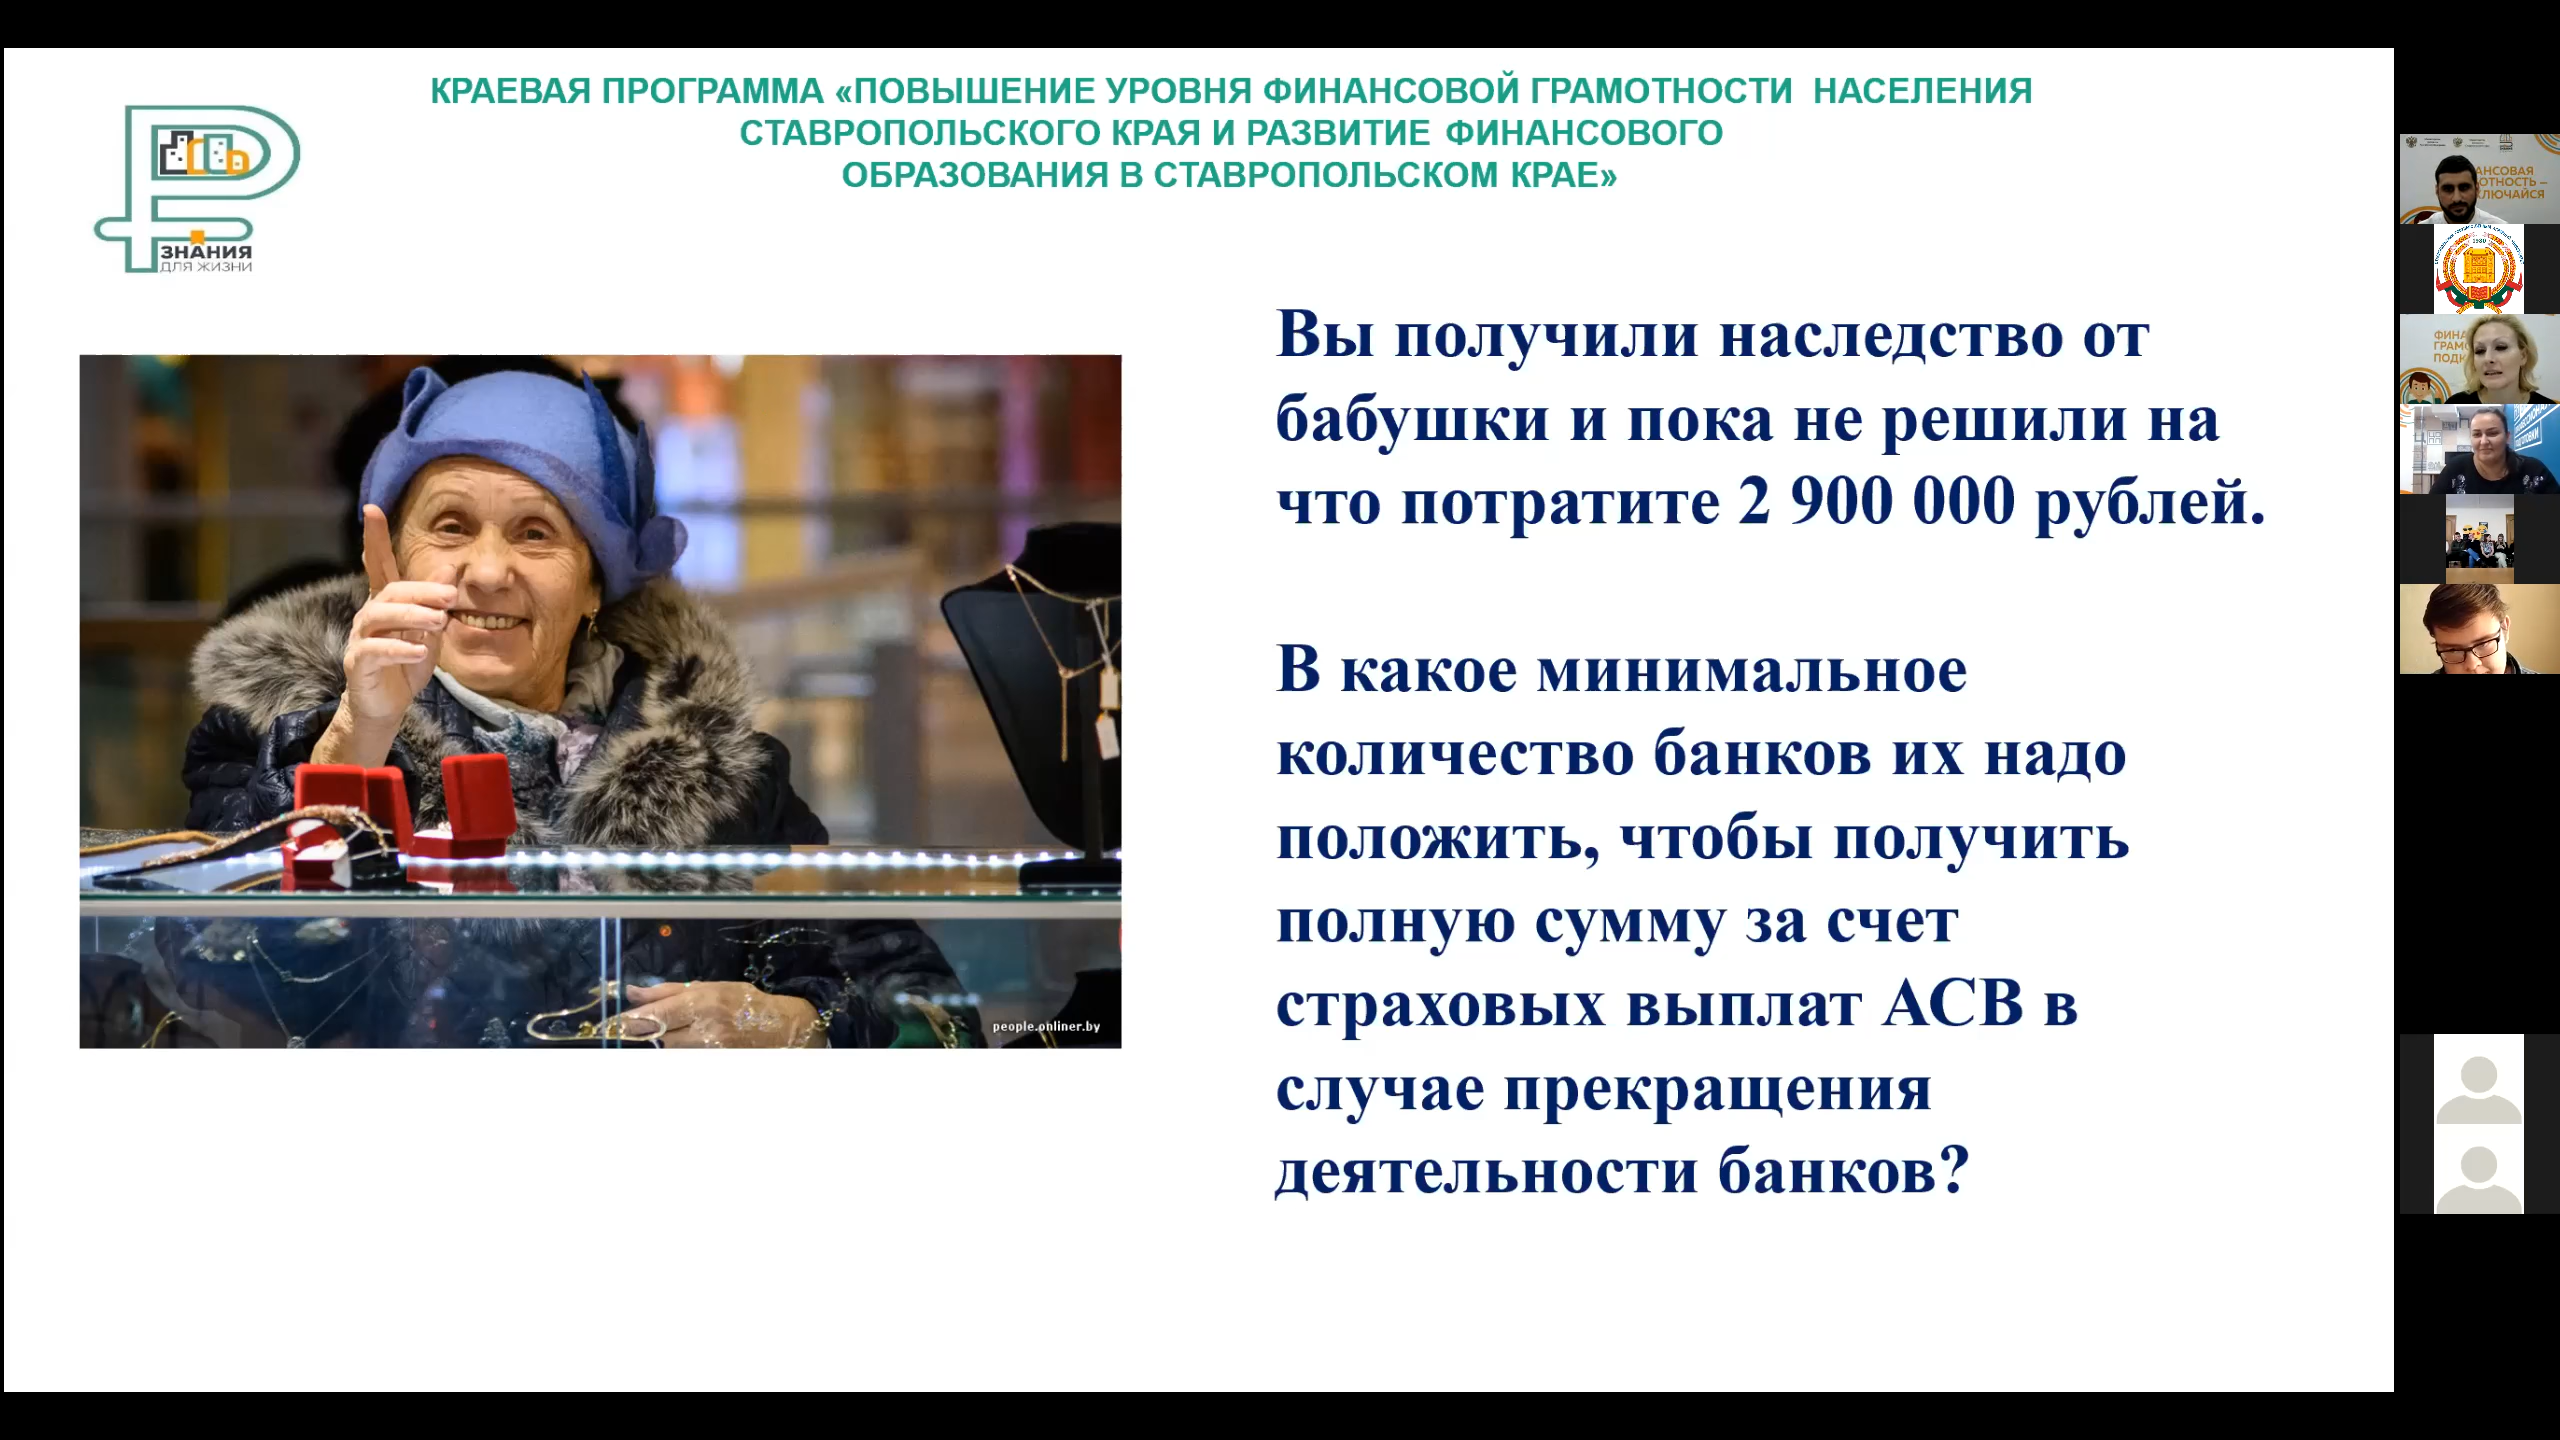 КРАЕВАЯ ПРОГРАММА «ПОВЫШЕНИЕ УРОВНЯ ФИНАНСОВОЙ ГРАМОТНОСТИ НАСЕЛЕНИЯ
СТАВРОПОЛЬСКОГО КРАЯ И РАЗВИТИЕ ФИНАНСОВОГО
ОБРАЗОВАНИЯ В СТАВРОПОЛЬСКОМ КРАЕ»
ЗНАНИЯ
ДЛЯ ЖИЗНИ
Вы получили наследство от
бабушки и пока не решили на
что потратите 2 900 000 рублей.
В какое минимальное
количество банков их надо
положить, чтобы получить
полную сумму за счет
страховых выплат АСВ в
случае прекращения
деятельности банков?
people.onliner.by